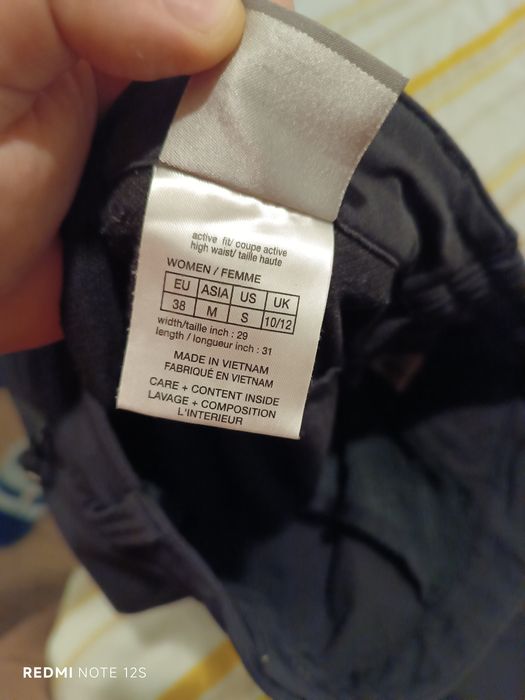 active fit/ coupe active
high waist/ taille haute
WOMEN / FEMME
EU ASIA US UK
38 M S 10/12
width/taille inch : 29
length / longueur inch : 31
MADE IN VIETNAM
FABRIQUÉ EN VIETNAM
CARE + CONTENT INSIDE
LAVAGE + COMPOSITION
L'INTERIEUR
REDMI NOTE 12S